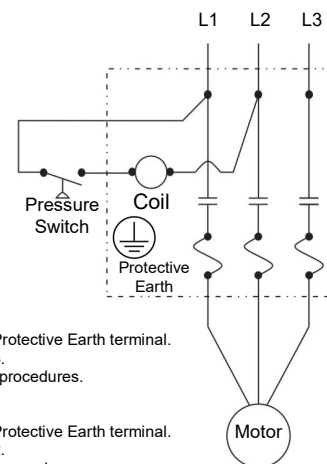 L1 L2 L3
Pressure
Switch
Coil
Protective
Earth
Protective Earth terminal.
procedures.
Protective Earth terminal.
Motor